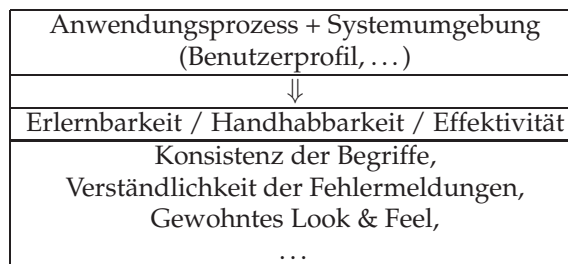 Anwendungsprozess + Systemumgebung
(Benutzerprofil, …)
⇓
Erlernbarkeit / Handhabbarkeit / Effektivität
Konsistenz der Begriffe,
Verständlichkeit der Fehlermeldungen,
Gewohntes Look & Feel,
…